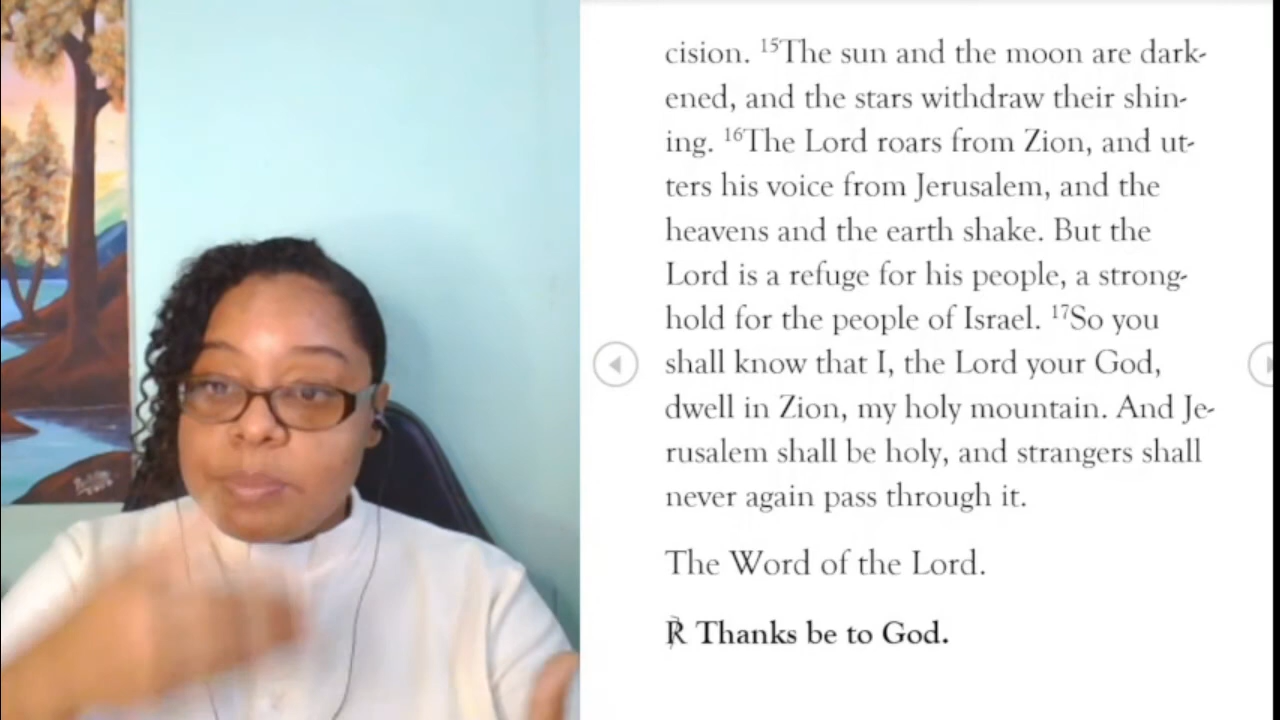 cision. ¹⁵The sun and the moon are dark-
ened, and the stars withdraw their shin-
ing. ¹⁶The Lord roars from Zion, and ut-
ters his voice from Jerusalem, and the
heavens and the earth shake. But the
Lord is a refuge for his people, a strong-
hold for the people of Israel. ¹⁷So you
shall know that I, the Lord your God,
dwell in Zion, my holy mountain. And Je-
rusalem shall be holy, and strangers shall
never again pass through it.
The Word of the Lord.
℟ Thanks be to God.